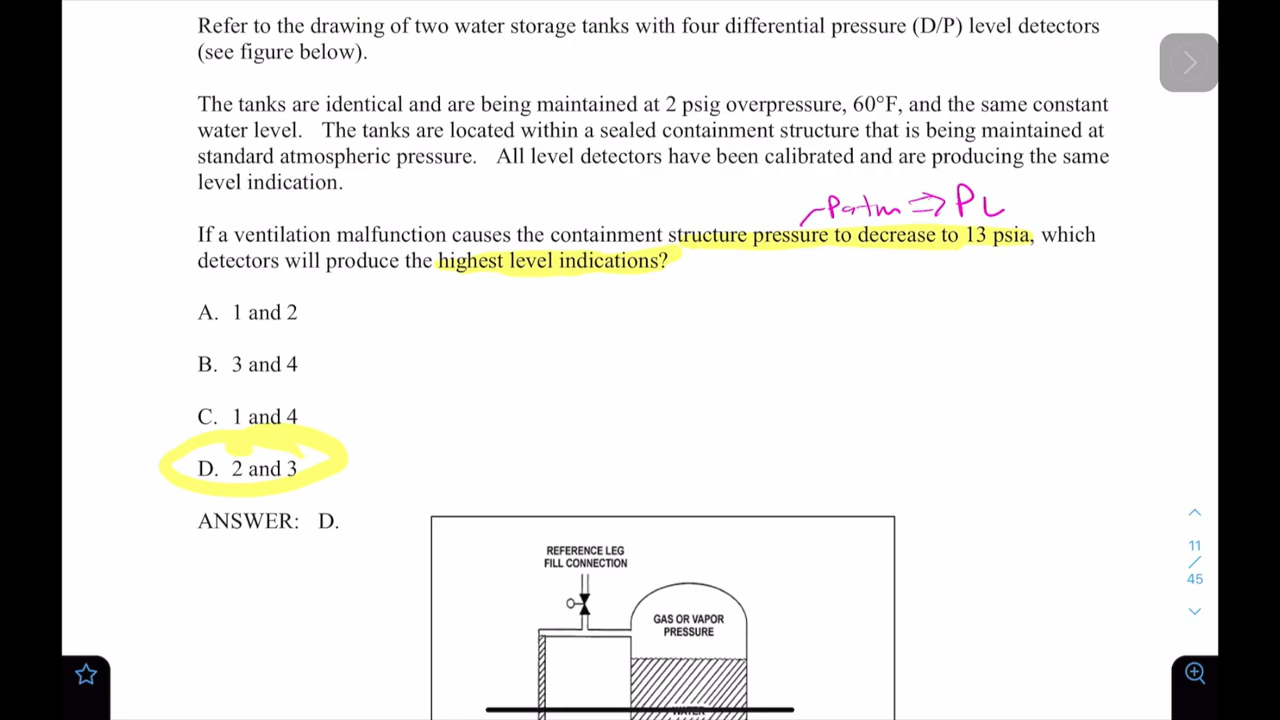 Refer to the drawing of two water storage tanks with four differential pressure (D/P) level detectors
(see figure below).
The tanks are identical and are being maintained at 2 psig overpressure, 60°F, and the same constant
water level. The tanks are located within a sealed containment structure that is being maintained at
standard atmospheric pressure. All level detectors have been calibrated and are producing the same
level indication.
Patm => PL
If a ventilation malfunction causes the containment structure pressure to decrease to 13 psia, which
detectors will produce the highest level indications?
A. 1 and 2
B. 3 and 4
C. 1 and 4
D. 2 and 3
ANSWER: D.
REFERENCE LEG
FILL CONNECTION
GAS OR VAPOR
PRESSURE
11
/
45